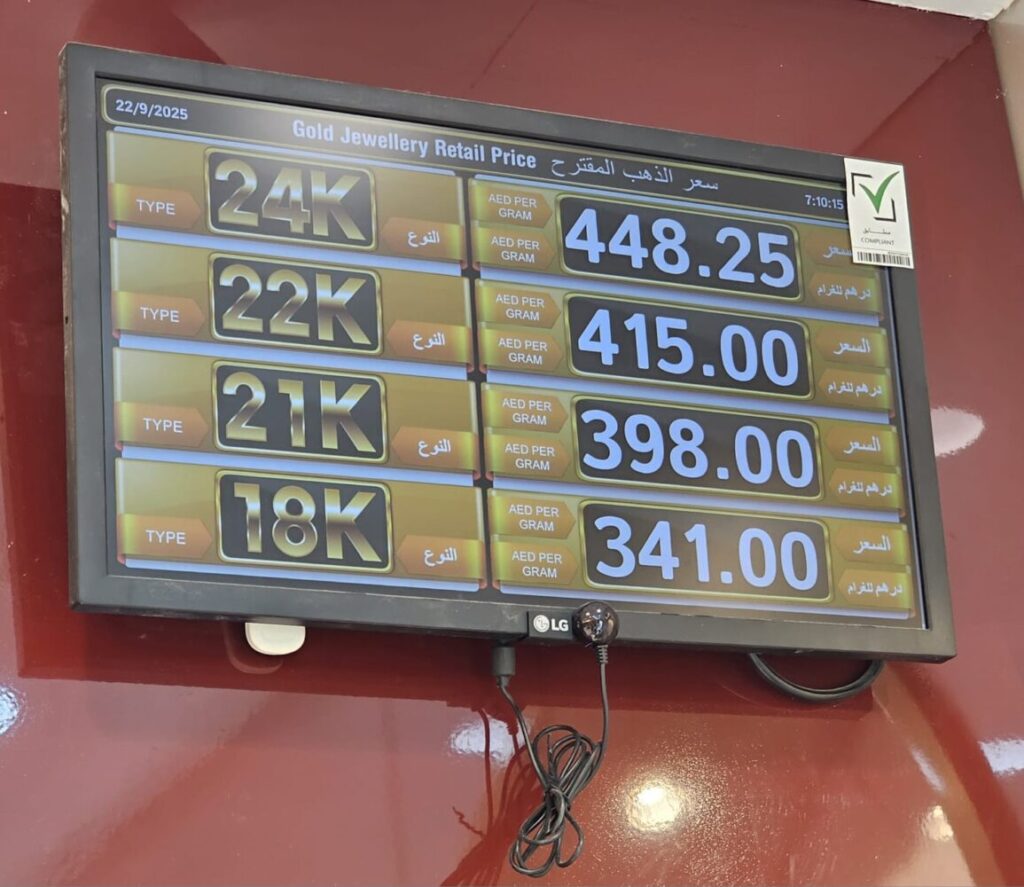 22/9/2025
Gold Jewellery Retail Price سعر الذهب المقترح
7:10:15
TYPE 24K النوع
AED PER GRAM
AED PER GRAM
448.25
سعر
درهم للغرام
TYPE 22K النوع
AED PER GRAM
AED PER GRAM
415.00
السعر
درهم للغرام
TYPE 21K النوع
AED PER GRAM
AED PER GRAM
398.00
السعر
درهم للغرام
TYPE 18K النوع
AED PER GRAM
AED PER GRAM
341.00
السعر
درهم للغرام
مطابق
COMPLIANT
LG